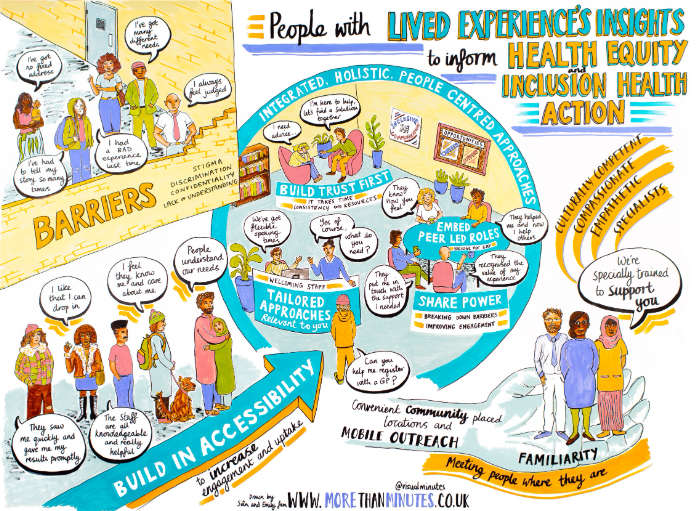 People with LIVED EXPERIENCE'S INSIGHTS
to inform HEALTH EQUITY
and
INCLUSION HEALTH
ACTION
I've got
no fixed
address
I've got
many
different
needs
I always
feel judged
I've had
to tell my
story so many
times
I had
a BAD
experience
last time
BARRIERS
STIGMA
DISCRIMINATION
CONFIDENTIALITY
LACK OF UNDERSTANDING
INTEGRATED, HOLISTIC, PEOPLE CENTRED APPROACHES
I need
advice
I'm here to help,
let's find a solution
together
OPPORTUNITIES
BUILD TRUST FIRST
IT TAKES TIME
CONSISTENCY AND RESOURCES
They
know
how you
feel
EMBED
PEER LED ROLES
BRIDGE THE GAP
They helped
me and now
I help
others
We've got
flexible
opening
times
Yes of
course,
what do
you need?
WELCOMING STAFF
TAILORED
APPROACHES
Relevant to you
They
put me in
touch with
the support
I needed
They
recognised the
value of my
experience
SHARE POWER
BREAKING DOWN BARRIERS
IMPROVING ENGAGEMENT
Can you
help me register
with a GP?
CULTURALLY COMPETENT
COMPASSIONATE
EMPATHETIC
SPECIALISTS
We're
specially trained
to support
you
I like
that I can
drop in
I feel
they know
me and care
about me
People
understand
our needs
They saw
me quickly and
gave me my
results promptly
The staff
are all
knowledgeable
and really
helpful
BUILD IN ACCESSIBILITY
to increase
engagement and uptake
Convenient community placed
locations and
MOBILE OUTREACH
FAMILIARITY
Meeting people where they are
@visualminutes
Drawn by
WWW.MORETHANMINUTES.CO.UK